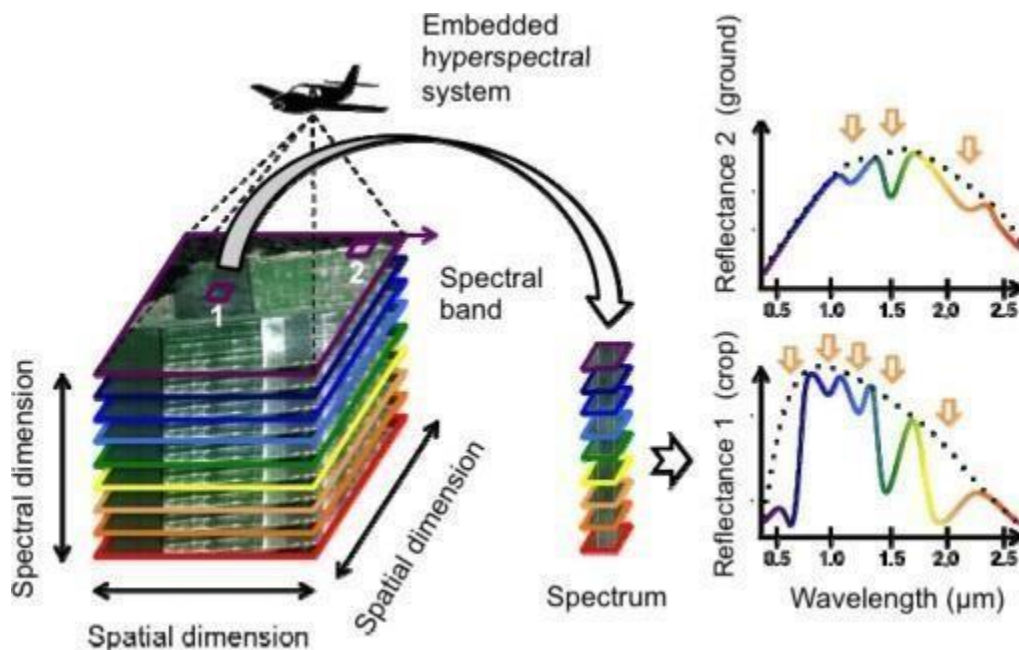 Embedded
hyperspectral
system
1
2
Spectral
band
Spectral dimension
Spatial dimension
Spatial dimension
Spectrum
Reflectance 2 (ground)
0.5 1.0 1.5 2.0 2.5
Reflectance 1 (crop)
0.5 1.0 1.5 2.0 2.5
Wavelength (µm)